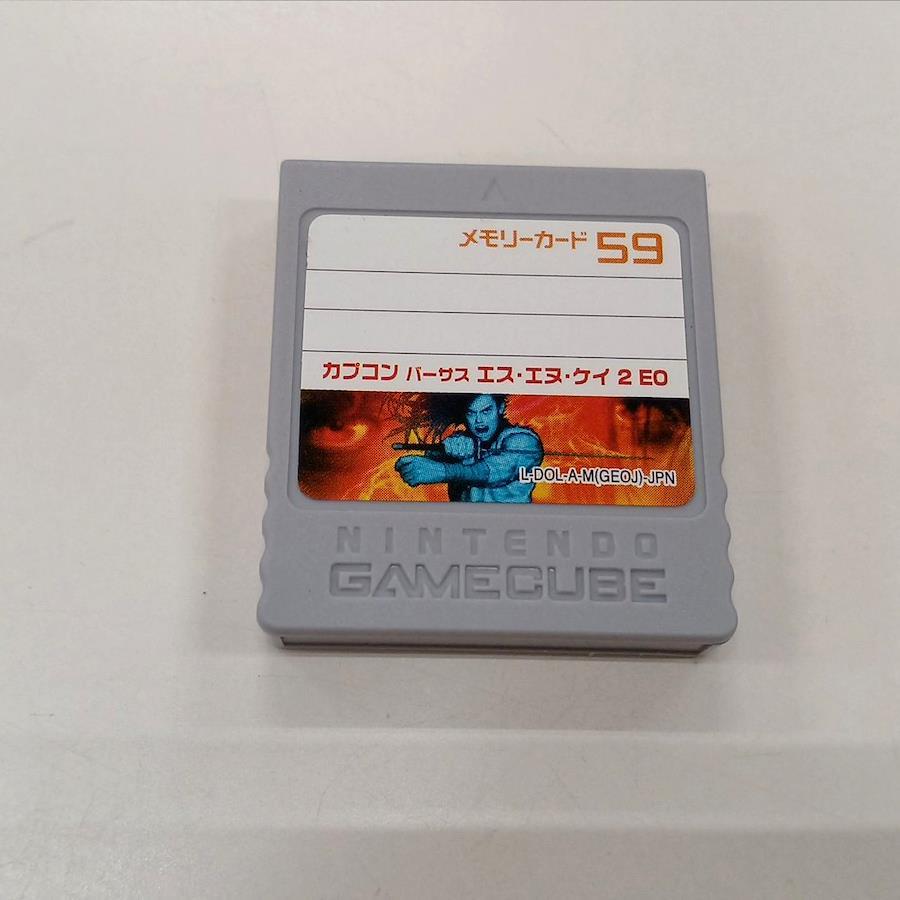 メモリーカード 59
カプコン バーサス エス・エヌ・ケイ 2 EO
L-DOL-A-M(GEOJ)-JPN
NINTENDO
GAMECUBE